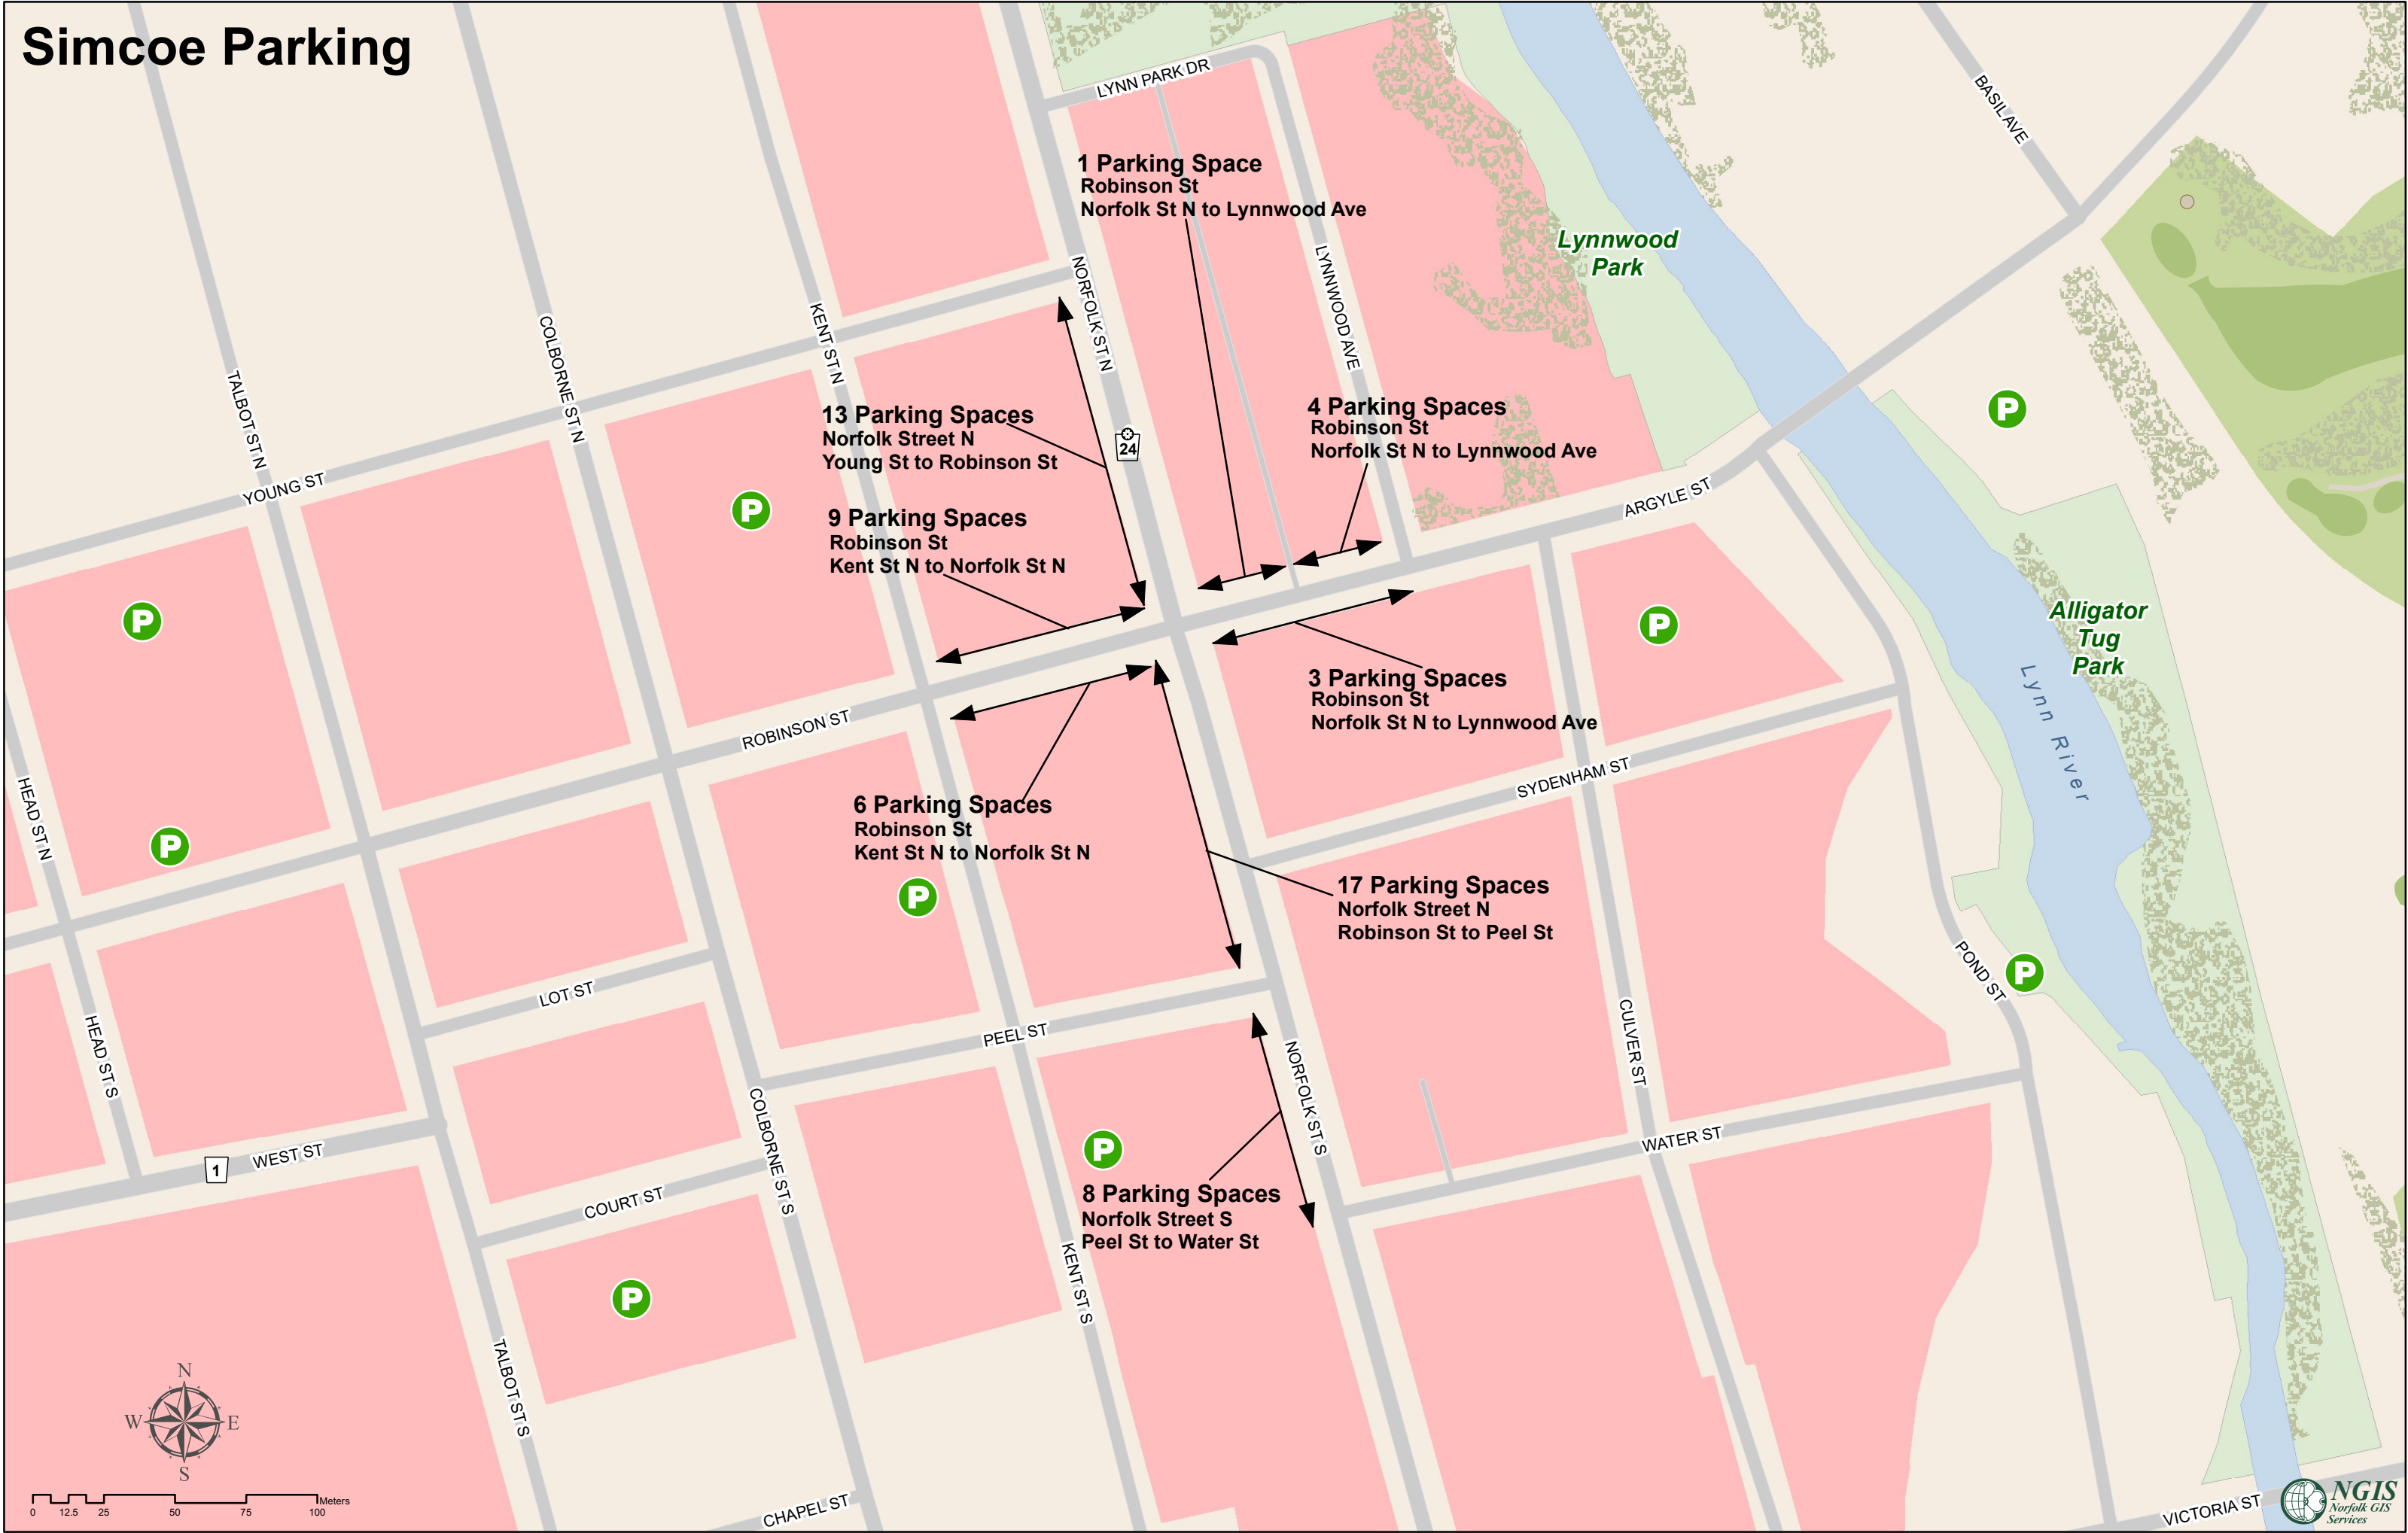 Simcoe Parking
LYNN PARK DR
BASIL AVE
1 Parking Space
Robinson St
Norfolk St N to Lynnwood Ave
Lynnwood
Park
NORFOLK ST N
LYNNWOOD AVE
KENT ST N
COLBORNE ST N
TALBOT ST N
13 Parking Spaces
Norfolk Street N
Young St to Robinson St
24
4 Parking Spaces
Robinson St
Norfolk St N to Lynnwood Ave
P
YOUNG ST
P
ARGYLE ST
9 Parking Spaces
Robinson St
Kent St N to Norfolk St N
P
P
Alligator
Tug
Park
3 Parking Spaces
Robinson St
Norfolk St N to Lynnwood Ave
Lynn River
ROBINSON ST
SYDENHAM ST
HEAD ST N
P
6 Parking Spaces
Robinson St
Kent St N to Norfolk St N
P
17 Parking Spaces
Norfolk Street N
Robinson St to Peel St
LOT ST
POND ST
P
PEEL ST
CULVER ST
HEAD ST S
NORFOLK ST S
COLBORNE ST S
WEST ST
1
P
WATER ST
8 Parking Spaces
Norfolk Street S
Peel St to Water St
COURT ST
KENT ST S
P
TALBOT ST S
N
W
E
S
Meters
0 12.5 25 50 75 100
CHAPEL ST
VICTORIA ST
NGIS
Norfolk GIS
Services